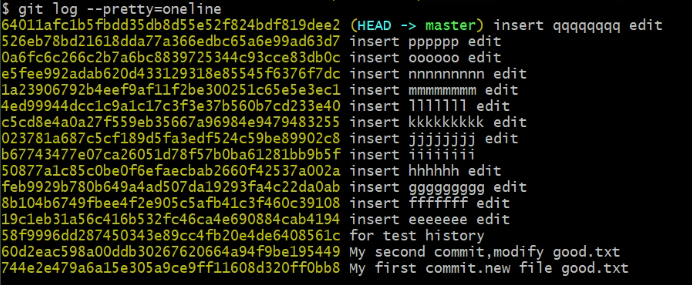 $ git log --pretty=oneline
64011afc1b5fbdd35db8d55e52f824bdf819dee2 (HEAD -> master) insert qqqqqqqq edit
526eb78bd21618dda77a366edbc65a6e99ad63d7 insert pppppp edit
0a6fc6c266c2b7a6bc8839725344c93cce83db0c insert oooooo edit
e5fee992adab620d433129318e85545f6376f7dc insert nnnnnnnnn edit
1a23906792b4eef9af11f2be300251c65e5e3ec1 insert mmmmmmmmm edit
4ed99944dcc1c9a1c17c3f3e37b560b7cd233e40 insert lllllll edit
c5cd8e4a0a27f559eb35667a96984e9479483255 insert kkkkkkkkk edit
023781a687c5cf189d5fa3edf524c59be89902c8 insert jjjjjjjj edit
b67743477e07ca26051d78f57b0ba61281bb9b5f insert iiiiiiii
50877a1c85c0be0f6efaecbab2660f42537a002a insert hhhhhh edit
feb9929b780b649a4ad507da19293fa4c22da0ab insert ggggggggg edit
8b104b6749fbee4f2e905c5afb41c3f460c39108 insert fffffff edit
19c1eb31a56c416b532fc46ca4e690884cab4194 insert eeeeeee edit
58f9996dd287450343e89cc4fb20e4de6408561c for test history
60d2eac598a00ddb30267620664a94f9be195449 My second commit,modify good.txt
744e2e479a6a15e305a9ce9ff11608d320ff0bb8 My first commit.new file good.txt